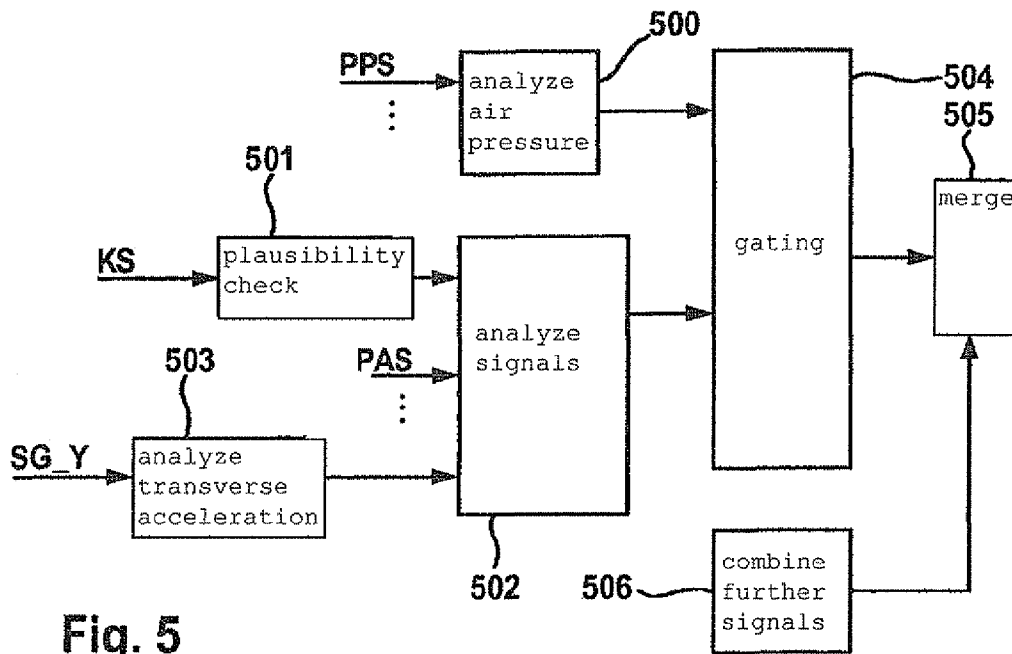 500
PPS
analyze
air
pressure
504
505
merge
501
KS
plausibility
check
gating
analyze
signals
PAS
503
SG_Y
analyze
transverse
acceleration
502
506
combine
further
signals
Fig. 5